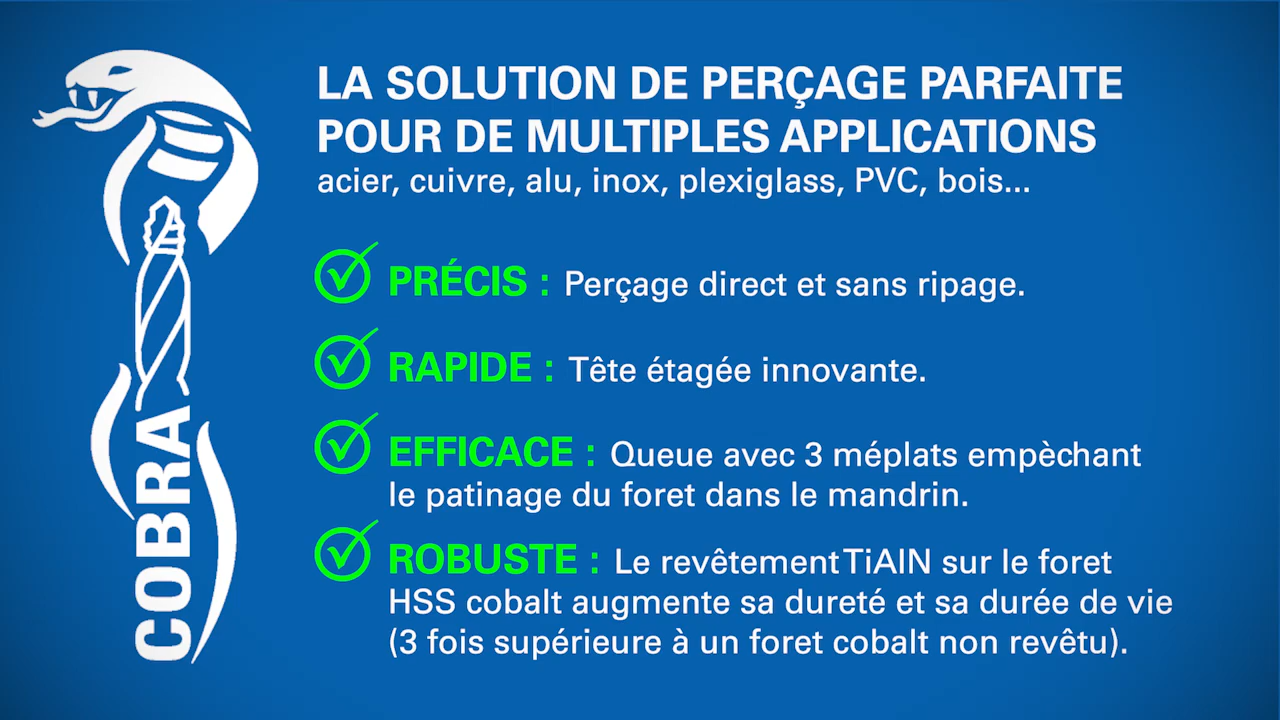 LA SOLUTION DE PERÇAGE PARFAITE
POUR DE MULTIPLES APPLICATIONS
acier, cuivre, alu, inox, plexiglass, PVC, bois...
PRÉCIS : Perçage direct et sans ripage.
RAPIDE : Tête étagée innovante.
EFFICACE : Queue avec 3 méplats empèchant
le patinage du foret dans le mandrin.
ROBUSTE : Le revêtement TiAlN sur le foret
HSS cobalt augmente sa dureté et sa durée de vie
(3 fois supérieure à un foret cobalt non revêtu).
COBRA